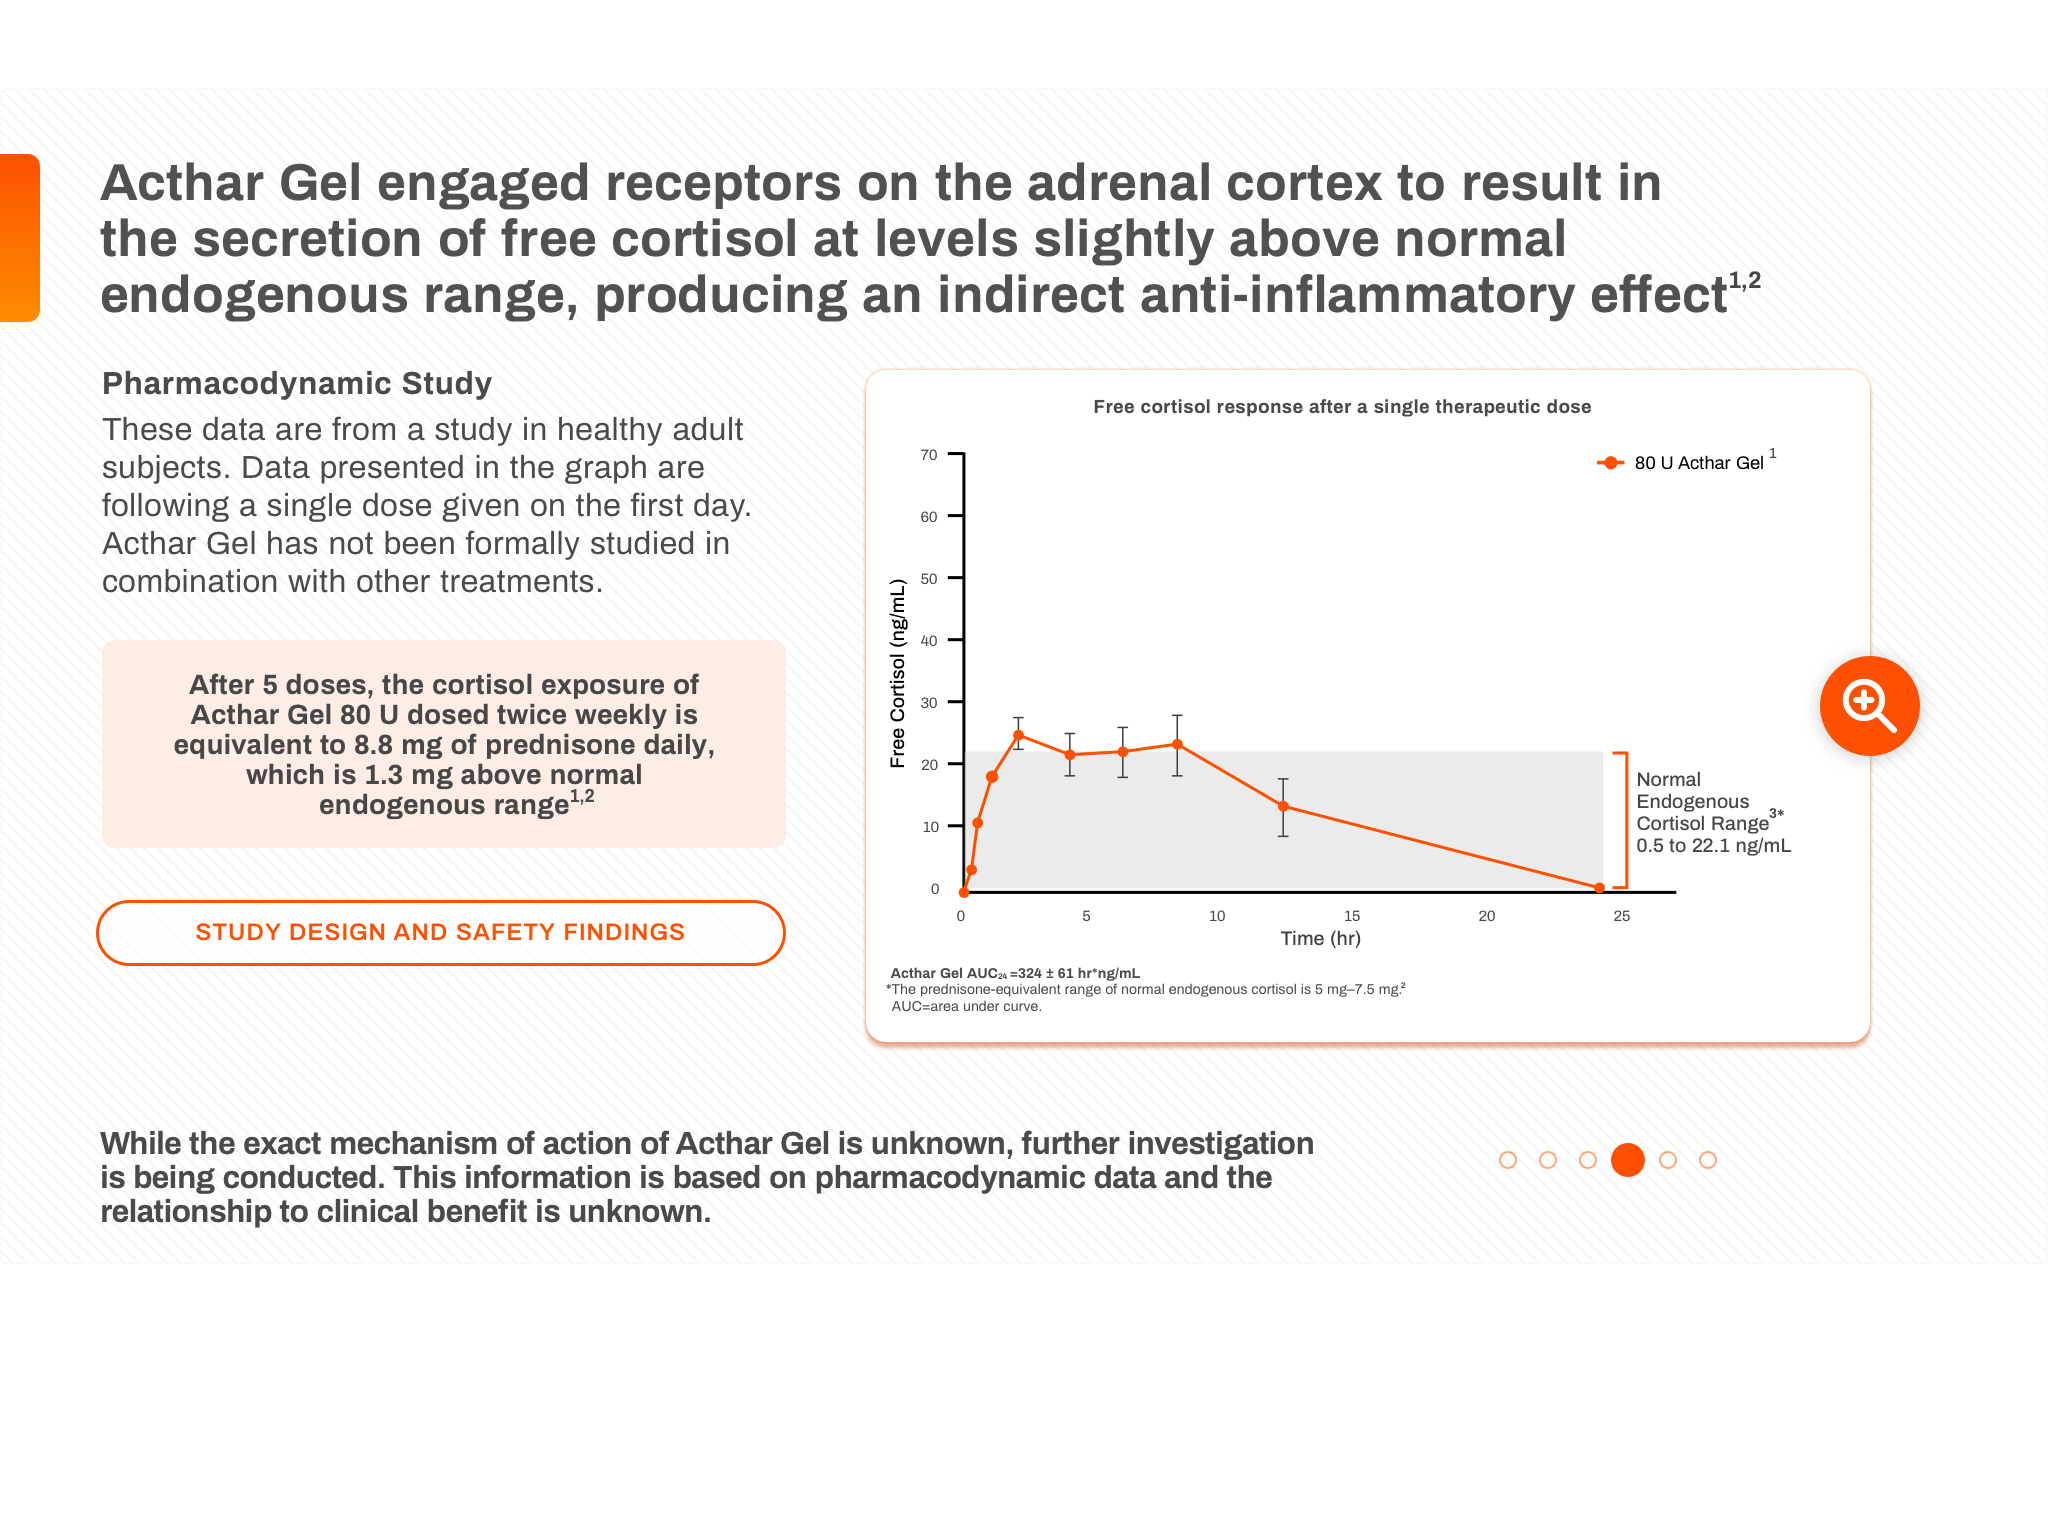 Acthar Gel engaged receptors on the adrenal cortex to result in
the secretion of free cortisol at levels slightly above normal
endogenous range, producing an indirect anti-inflammatory effect1,2
Pharmacodynamic Study
These data are from a study in healthy adult
subjects. Data presented in the graph are
following a single dose given on the first day.
Acthar Gel has not been formally studied in
combination with other treatments.
After 5 doses, the cortisol exposure of
Acthar Gel 80 U dosed twice weekly is
equivalent to 8.8 mg of prednisone daily,
which is 1.3 mg above normal
endogenous range1,2
STUDY DESIGN AND SAFETY FINDINGS
Free cortisol response after a single therapeutic dose
80 U Acthar Gel 1
Free Cortisol (ng/mL)
70
60
50
40
30
20
10
0
0 5 10 15 20 25
Time (hr)
Normal
Endogenous
Cortisol Range3*
0.5 to 22.1 ng/mL
Acthar Gel AUC24 =324 ± 61 hr*ng/mL
*The prednisone-equivalent range of normal endogenous cortisol is 5 mg–7.5 mg.2
AUC=area under curve.
While the exact mechanism of action of Acthar Gel is unknown, further investigation
is being conducted. This information is based on pharmacodynamic data and the
relationship to clinical benefit is unknown.